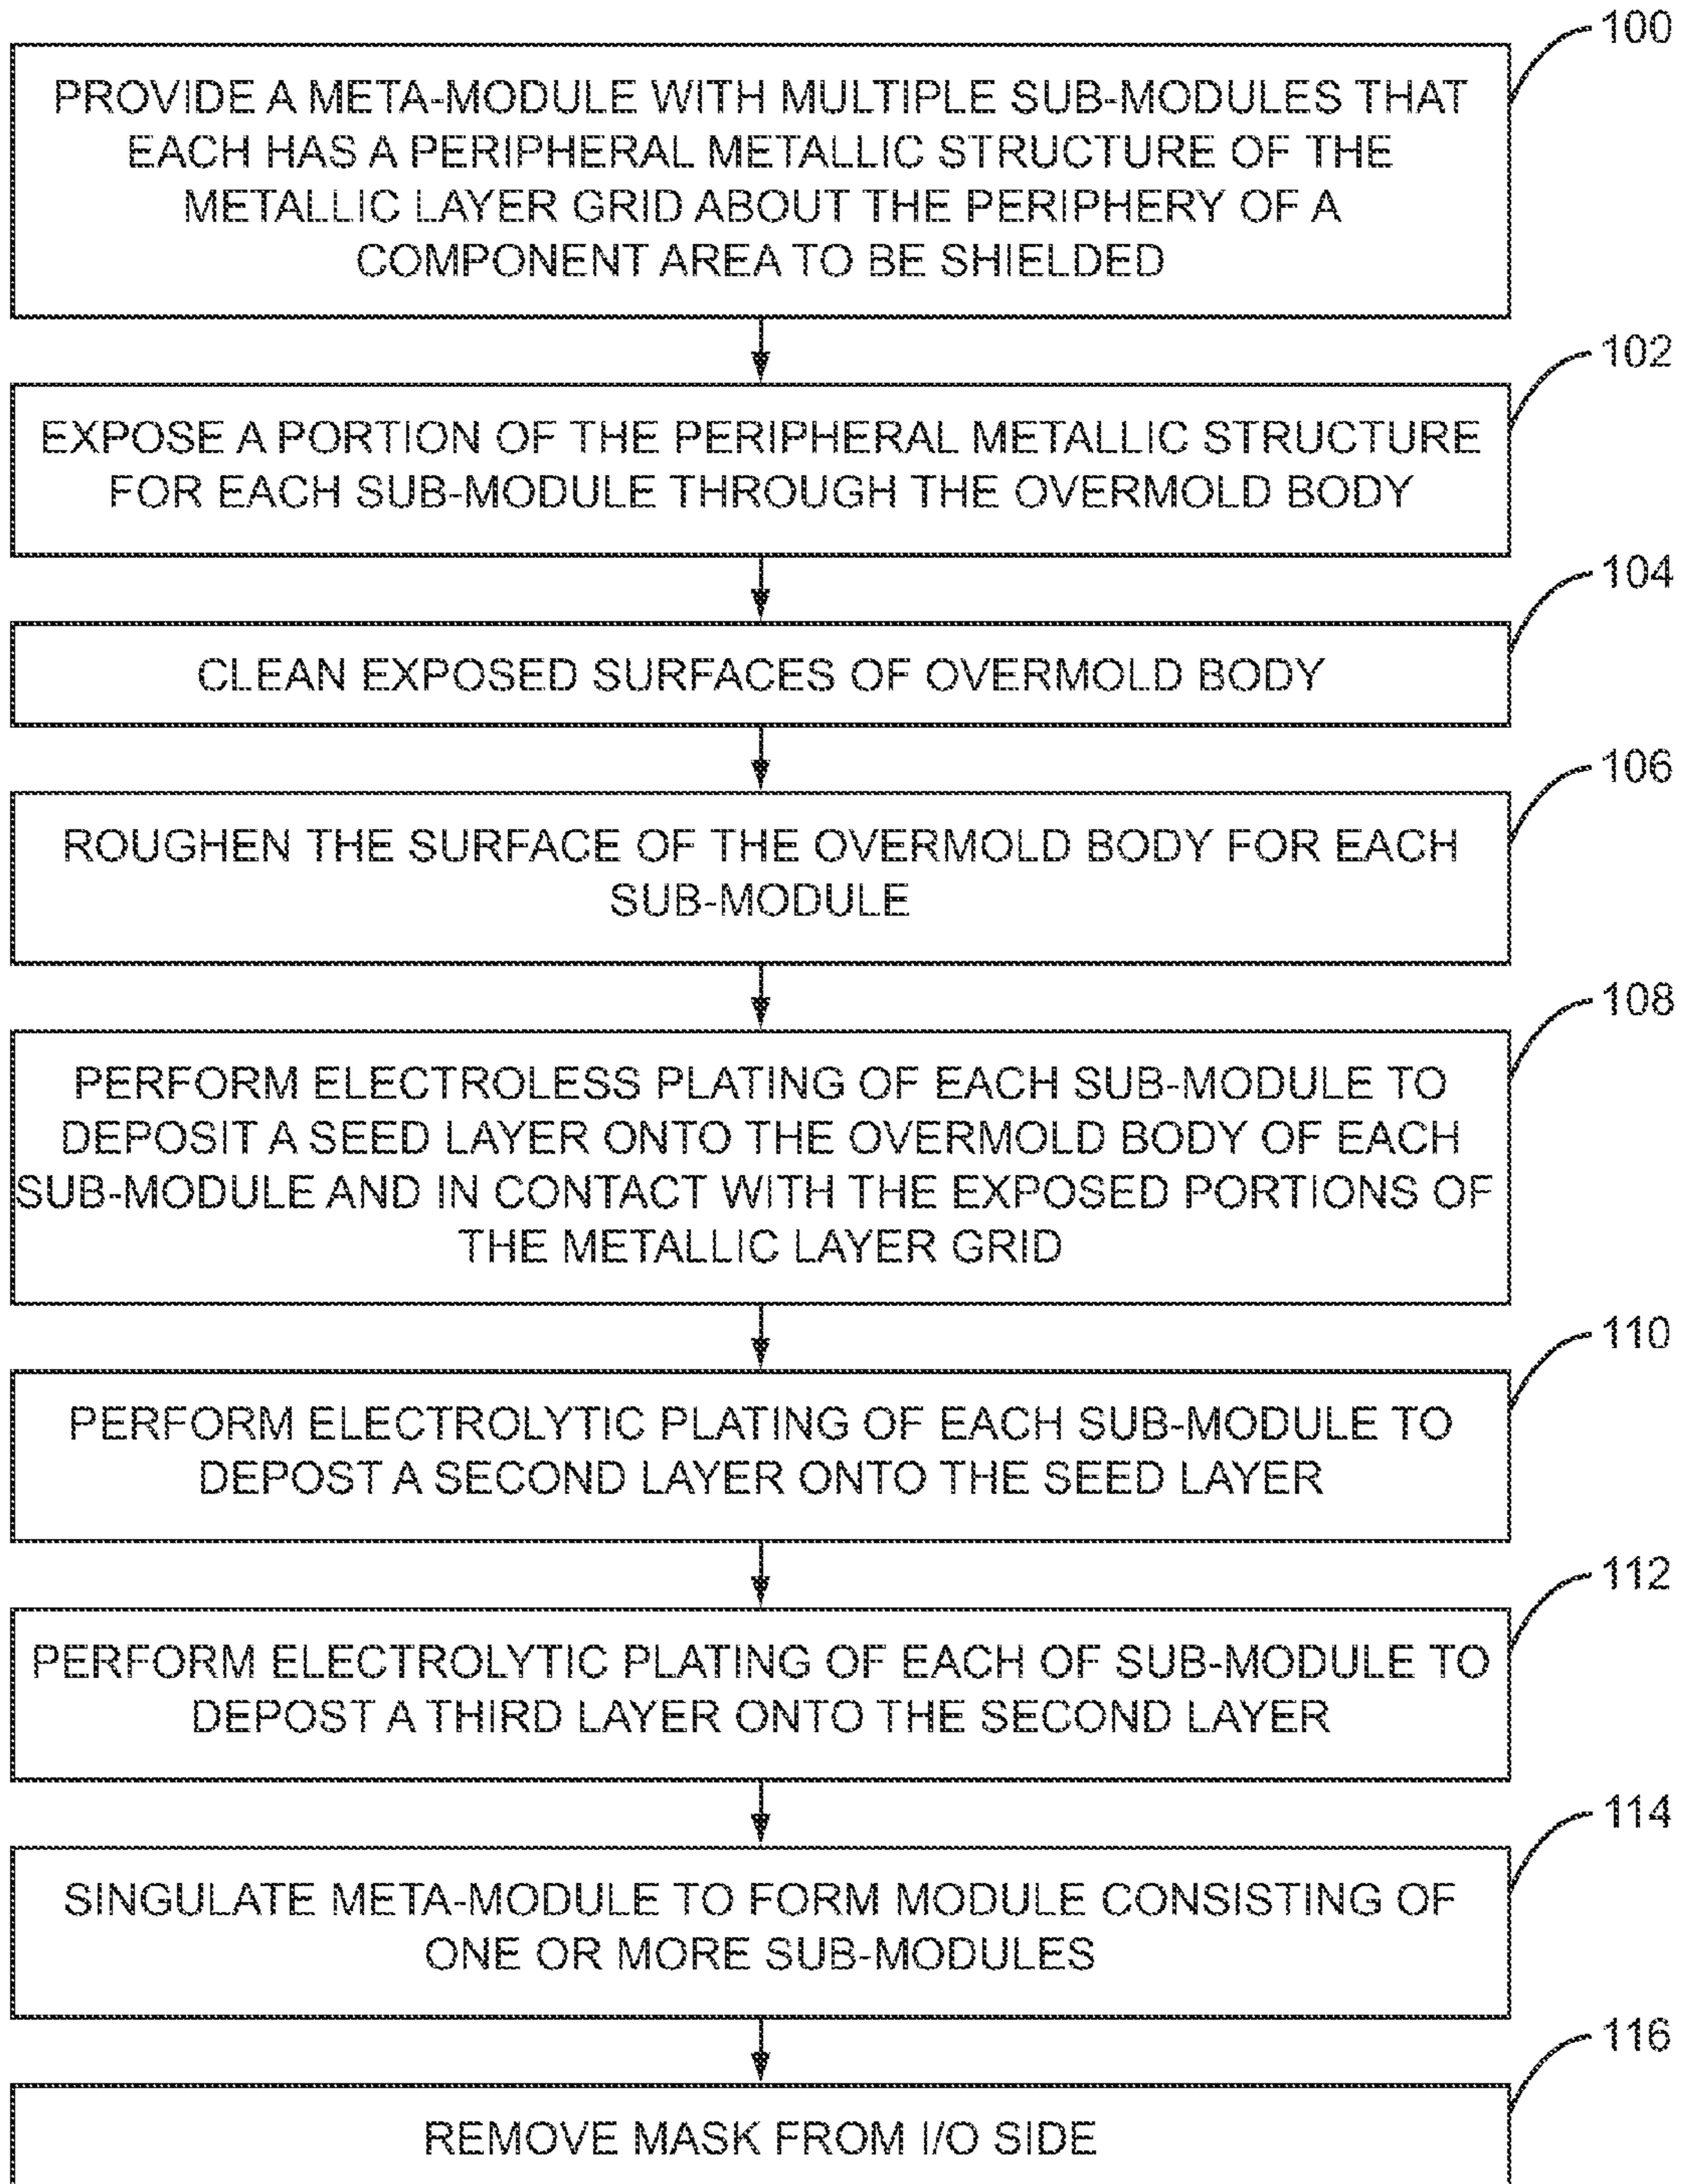 100
PROVIDE A META-MODULE WITH MULTIPLE SUB-MODULES THAT
EACH HAS A PERIPHERAL METALLIC STRUCTURE OF THE
METALLIC LAYER GRID ABOUT THE PERIPHERY OF A
COMPONENT AREA TO BE SHIELDED
102
EXPOSE A PORTION OF THE PERIPHERAL METALLIC STRUCTURE
FOR EACH SUB-MODULE THROUGH THE OVERMOLD BODY
104
CLEAN EXPOSED SURFACES OF OVERMOLD BODY
106
ROUGHEN THE SURFACE OF THE OVERMOLD BODY FOR EACH
SUB-MODULE
108
PERFORM ELECTROLESS PLATING OF EACH SUB-MODULE TO
DEPOSIT A SEED LAYER ONTO THE OVERMOLD BODY OF EACH
SUB-MODULE AND IN CONTACT WITH THE EXPOSED PORTIONS OF
THE METALLIC LAYER GRID
110
PERFORM ELECTROLYTIC PLATING OF EACH SUB-MODULE TO
DEPOST A SECOND LAYER ONTO THE SEED LAYER
112
PERFORM ELECTROLYTIC PLATING OF EACH OF SUB-MODULE TO
DEPOST A THIRD LAYER ONTO THE SECOND LAYER
114
SINGULATE META-MODULE TO FORM MODULE CONSISTING OF
ONE OR MORE SUB-MODULES
116
REMOVE MASK FROM I/O SIDE